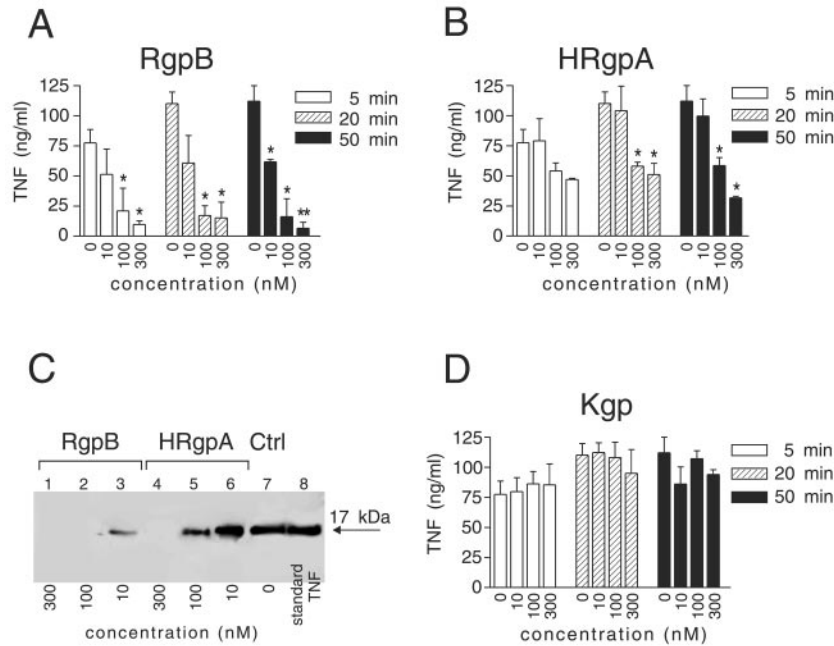 A
RgpB
TNF (ng/ml)
125
100
75
50
25
0
* * * * * * **
0 10 100 300 0 10 100 300 0 10 100 300
concentration (nM)
5 min
20 min
50 min
B
HRgpA
TNF (ng/ml)
125
100
75
50
25
0
* * * *
0 10 100 300 0 10 100 300 0 10 100 300
concentration (nM)
5 min
20 min
50 min
C
RgpB HRgpA Ctrl
1 2 3 4 5 6 7 8
17 kDa
300 100 10 300 100 10 0 standard TNF
concentration (nM)
D
Kgp
TNF (ng/ml)
125
100
75
50
25
0
0 10 100 300 0 10 100 300 0 10 100 300
concentration (nM)
5 min
20 min
50 min